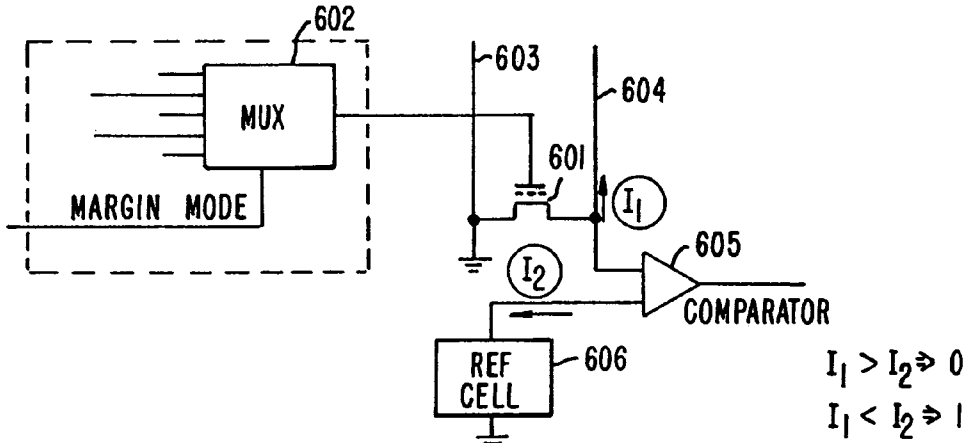 602
603
604
MUX
601
MARGIN MODE
I₁
605
I₂
COMPARATOR
REF
CELL
606
I₁ > I₂ ⇒ 0
I₁ < I₂ ⇒ 1